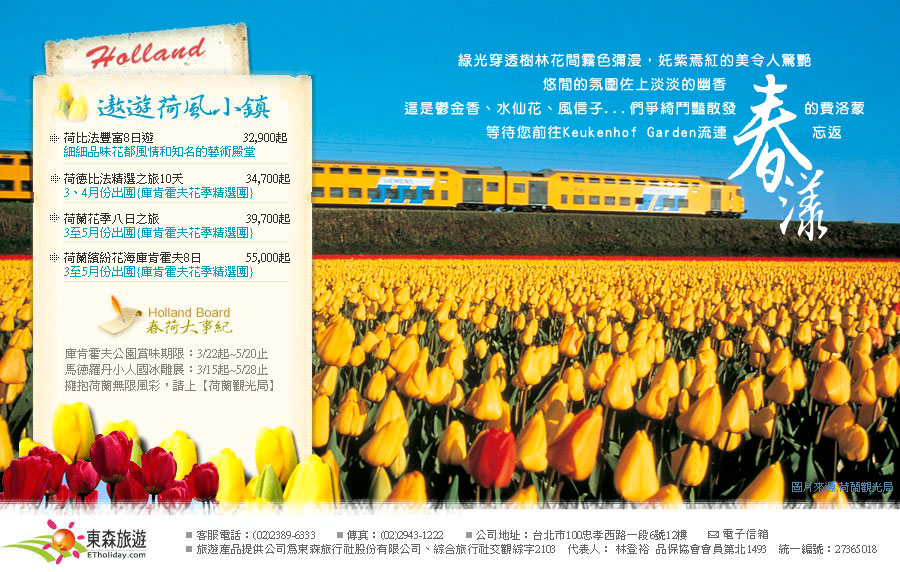 Holland
遨遊荷風小鎮
荷比法豐富8日遊 32,900起
細細品味花都風情和知名的藝術殿堂
荷德比法精選之旅10天 34,700起
3、4月份出團{庫肯霍夫花季精選團}
荷蘭花季八日之旅 39,700起
3至5月份出團{庫肯霍夫花季精選團}
荷蘭繽紛花海庫肯霍夫8日 55,000起
3至5月份出團{庫肯霍夫花季精選團}
Holland Board
春荷大事紀
庫肯霍夫公園賞味期限：3/22起~5/20止
馬德羅丹小人國冰雕展：3/15起~5/28止
擁抱荷蘭無限風彩，請上【荷蘭觀光局】
綠光穿透樹林花間霧色彌漫，妊紫焉紅的美令人驚艷
悠閒的氛圍佐上淡淡的幽香
這是鬱金香、水仙花、風信子...們爭綺鬥豔散發 的費洛蒙
等待您前往Keukenhof Garden流連 忘返
春漾
SIEMENS
圖片來源 荷蘭觀光局
東森旅遊
ETholiday.com
客服電話：(02)2389-6333 傳真：(02)2943-1222 公司地址：台北市100忠孝西路一段6號12樓 電子信箱
旅遊產品提供公司為東森旅行社股份有限公司、綜合旅行社交觀綜字2103 代表人： 林登裕 品保協會會員第北1493 統一編號：27365018